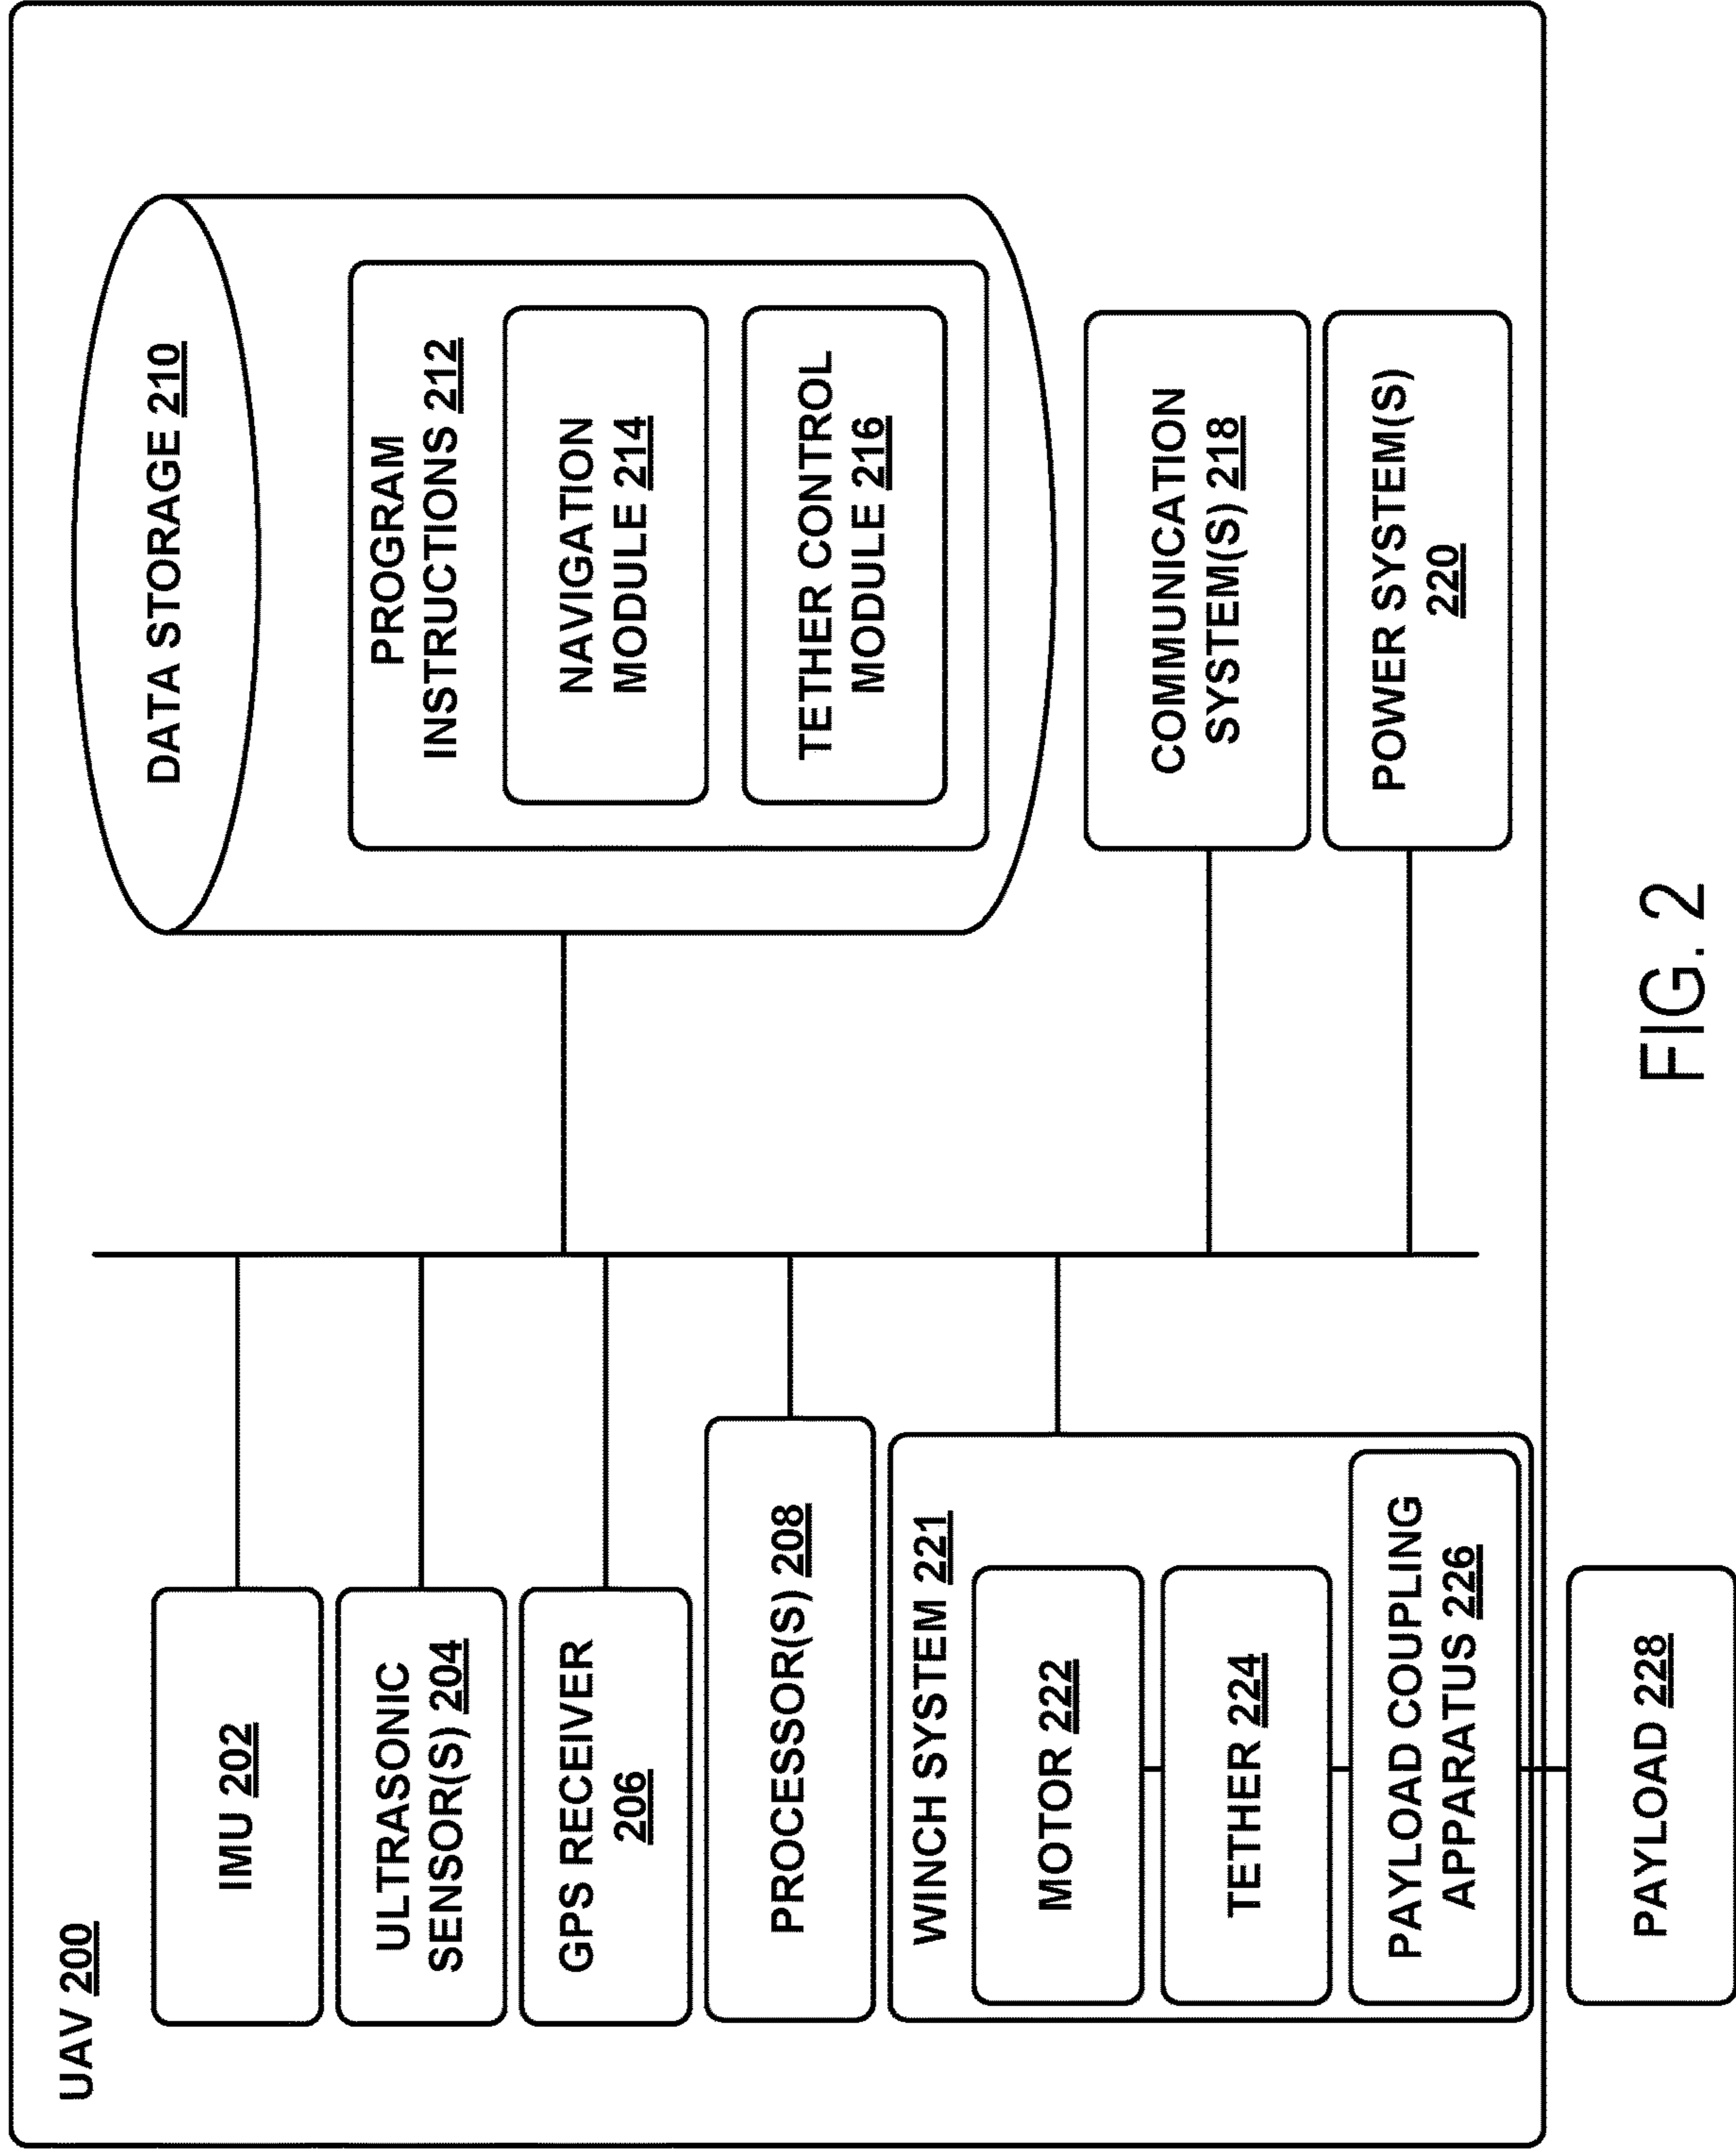 UAV 200
IMU 202
ULTRASONIC
SENSOR(S) 204
GPS RECEIVER
206
PROCESSOR(S) 208
WINCH SYSTEM 221
MOTOR 222
TETHER 224
PAYLOAD COUPLING
APPARATUS 226
PAYLOAD 228
DATA STORAGE 210
PROGRAM
INSTRUCTIONS 212
NAVIGATION
MODULE 214
TETHER CONTROL
MODULE 216
COMMUNICATION
SYSTEM(S) 218
POWER SYSTEM(S)
220
FIG. 2